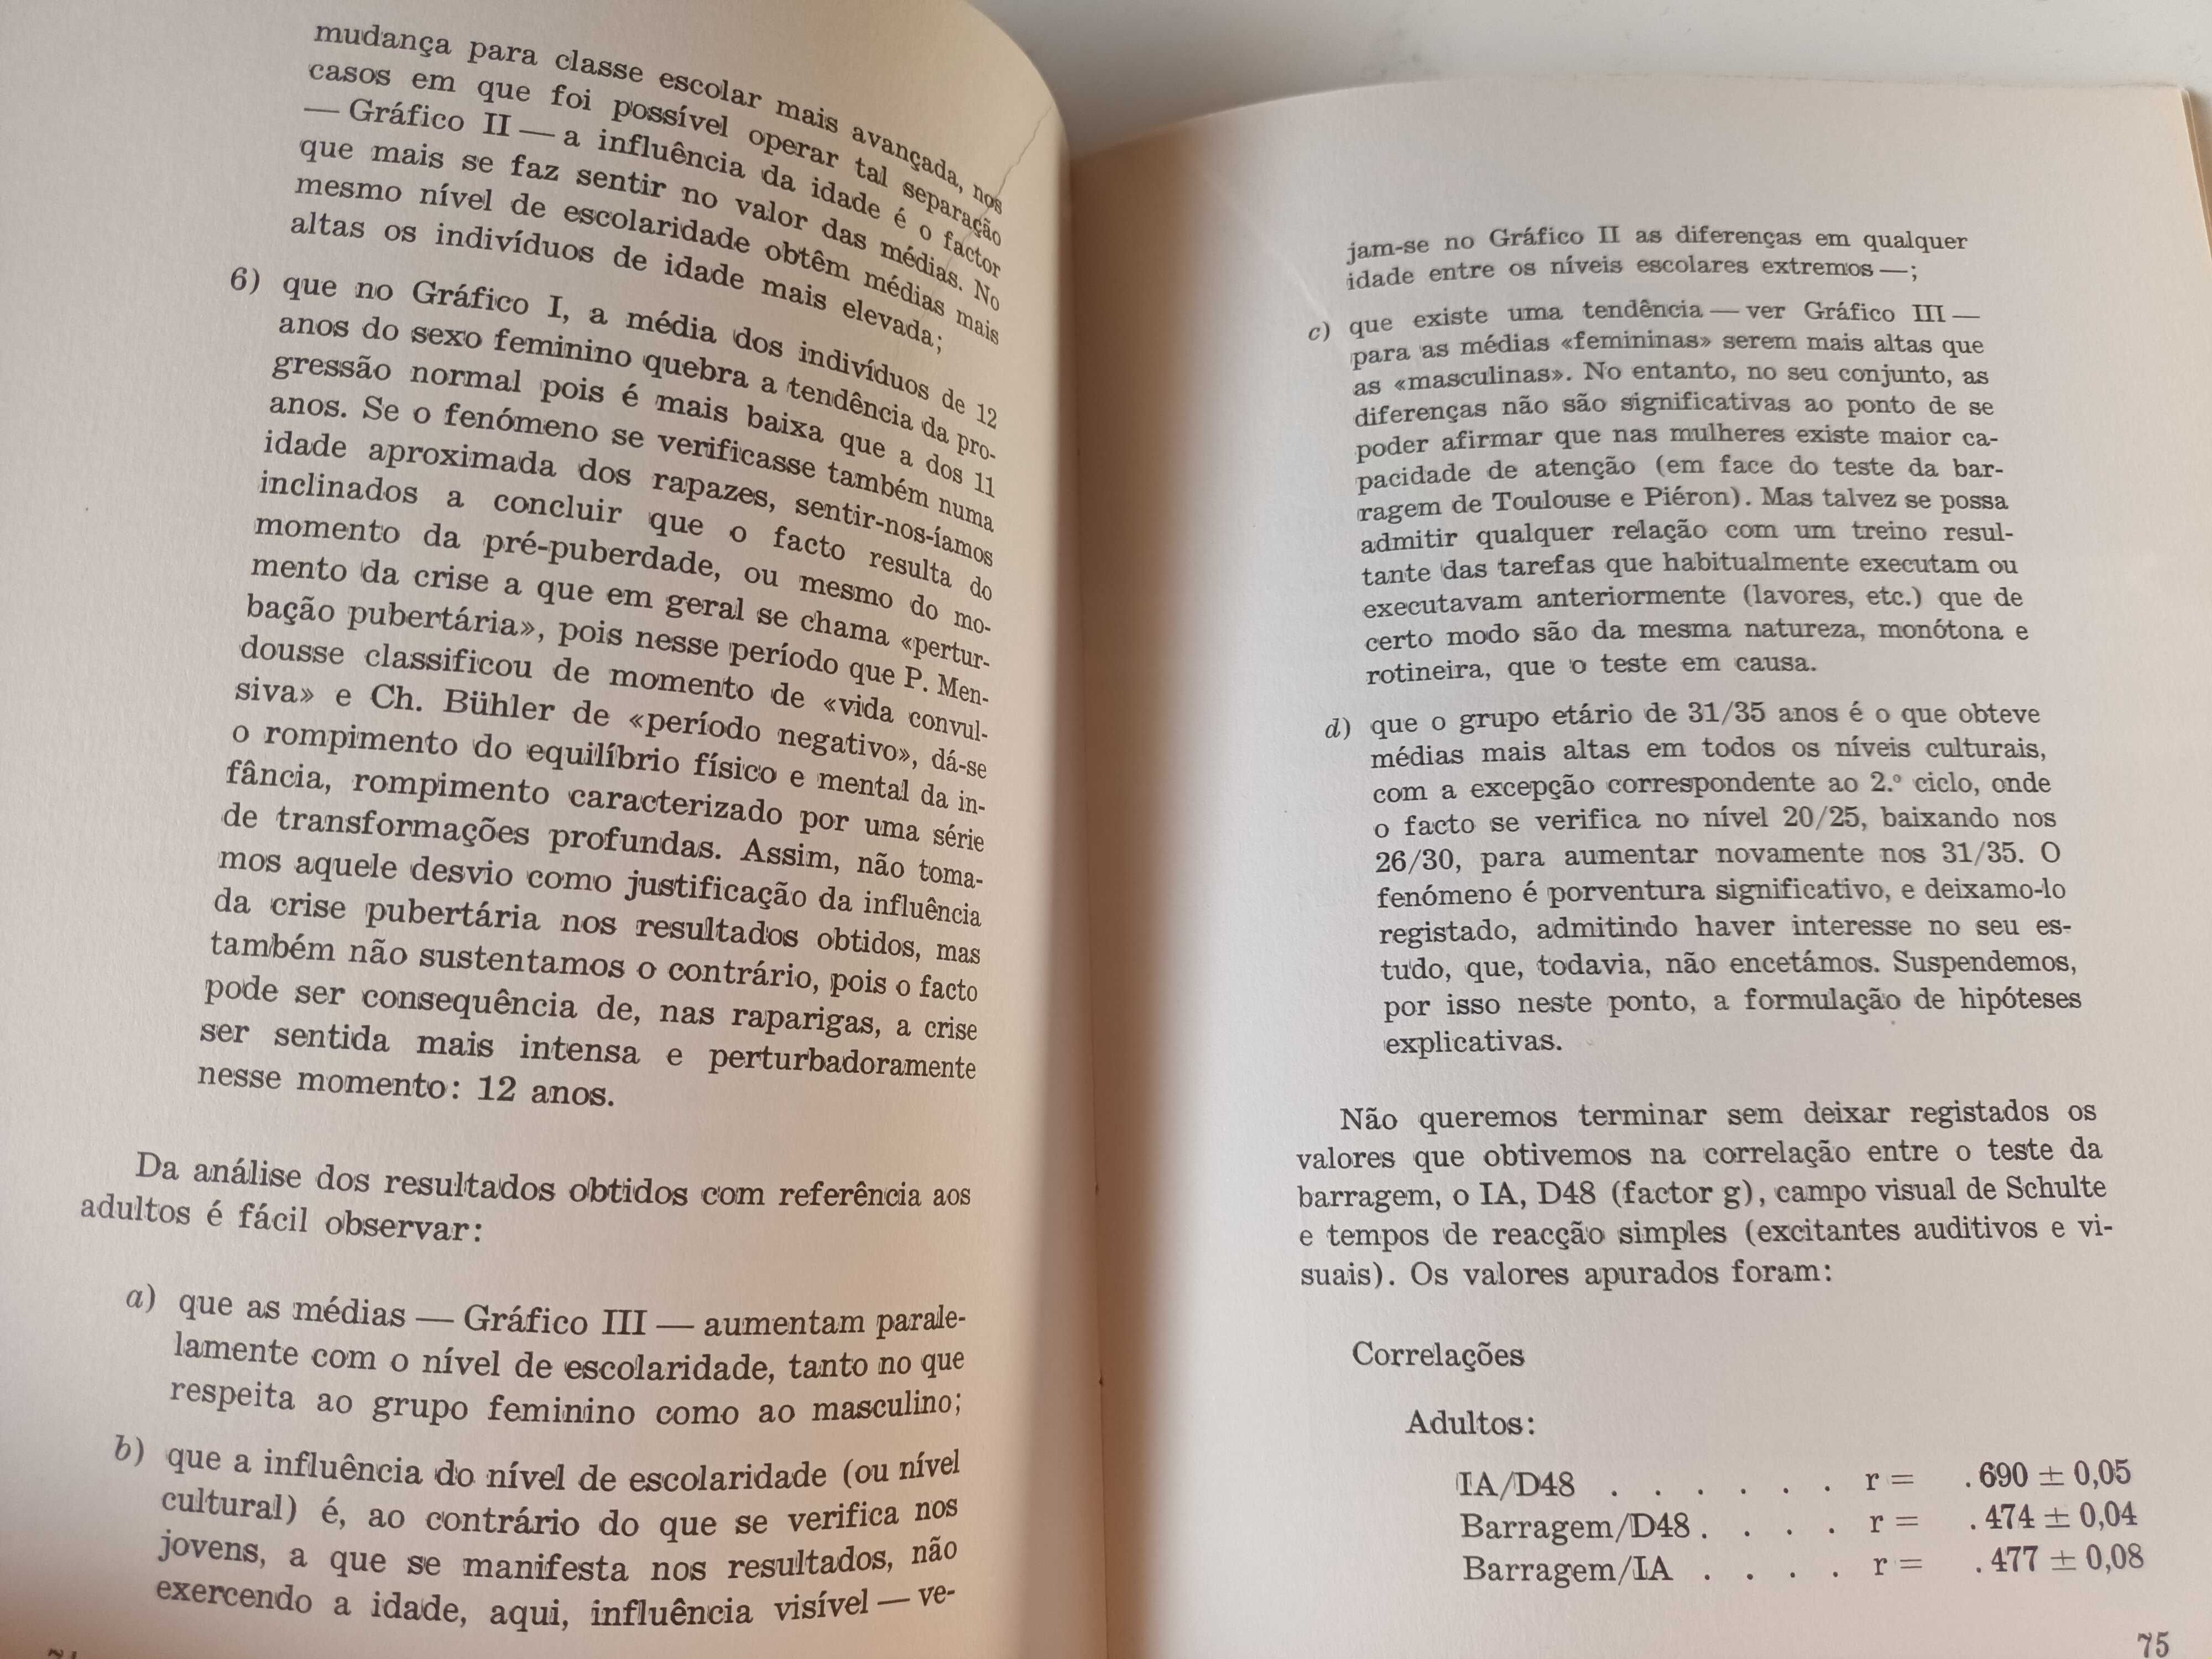 mudança para classe escolar mais avançada, nos
casos em que foi possível operar tal separação
— Gráfico II — a influência da idade é o factor
que mais se faz sentir no valor das médias. No
mesmo nível de escolaridade obtêm médias mais
altas os indivíduos de idade mais elevada;
6) que no Gráfico I, a média dos indivíduos de 12
anos do sexo feminino quebra a tendência da pro-
gressão normal pois é mais baixa que a dos 11
anos. Se o fenómeno se verificasse também numa
idade aproximada dos rapazes, sentir-nos-íamos
inclinados a concluir que o facto resulta do
momento da pré-puberdade, ou mesmo do mo-
mento da crise a que em geral se chama «pertur-
bação pubertária», pois nesse período que P. Men-
dousse classificou de momento de «vida convul-
siva» e Ch. Bühler de «período negativo», dá-se
o rompimento do equilíbrio físico e mental da in-
fância, rompimento caracterizado por uma série
de transformações profundas. Assim, não toma-
mos aquele desvio como justificação da influência
da crise pubertária nos resultados obtidos, mas
também não sustentamos o contrário, pois o facto
pode ser consequência de, nas raparigas, a crise
ser sentida mais intensa e perturbadoramente
nesse momento: 12 anos.
Da análise dos resultados obtidos com referência aos
adultos é fácil observar:
a) que as médias — Gráfico III — aumentam parale-
lamente com o nível de escolaridade, tanto no que
respeita ao grupo feminino como ao masculino;
b) que a influência do nível de escolaridade (ou nível
cultural) é, ao contrário do que se verifica nos
jovens, a que se manifesta nos resultados, não
exercendo a idade, aqui, influência visível — ve-
jam-se no Gráfico II as diferenças em qualquer
idade entre os níveis escolares extremos —;
c) que existe uma tendência — ver Gráfico III —
para as médias «femininas» serem mais altas que
as «masculinas». No entanto, no seu conjunto, as
diferenças não são significativas ao ponto de se
poder afirmar que nas mulheres existe maior ca-
pacidade de atenção (em face do teste da bar-
ragem de Toulouse e Piéron). Mas talvez se possa
admitir qualquer relação com um treino resul-
tante das tarefas que habitualmente executam ou
executavam anteriormente (lavores, etc.) que de
certo modo são da mesma natureza, monótona e
rotineira, que o teste em causa.
d) que o grupo etário de 31/35 anos é o que obteve
médias mais altas em todos os níveis culturais,
com a excepção correspondente ao 2.º ciclo, onde
o facto se verifica no nível 20/25, baixando nos
26/30, para aumentar novamente nos 31/35. O
fenómeno é porventura significativo, e deixamo-lo
registado, admitindo haver interesse no seu es-
tudo, que, todavia, não encetámos. Suspendemos,
por isso neste ponto, a formulação de hipóteses
explicativas.
Não queremos terminar sem deixar registados os
valores que obtivemos na correlação entre o teste da
barragem, o IA, D48 (factor g), campo visual de Schulte
e tempos de reacção simples (excitantes auditivos e vi-
suais). Os valores apurados foram:
Correlações
Adultos:
IA/D48 . . . . . . r = .690 ± 0,05
Barragem/D48 . . . . r = .474 ± 0,04
Barragem/IA . . . . r = .477 ± 0,08
75